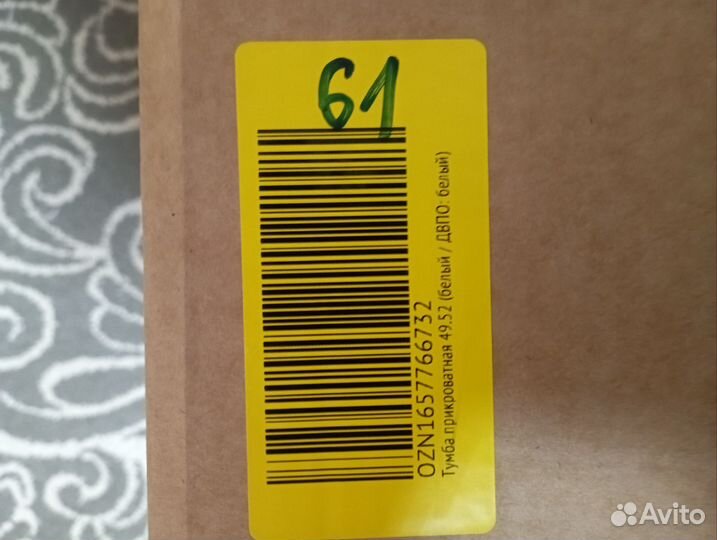 61
OZN1657766732
Тумба.прикроватная 49.52 (белый / ДВПО: белый)
Avito